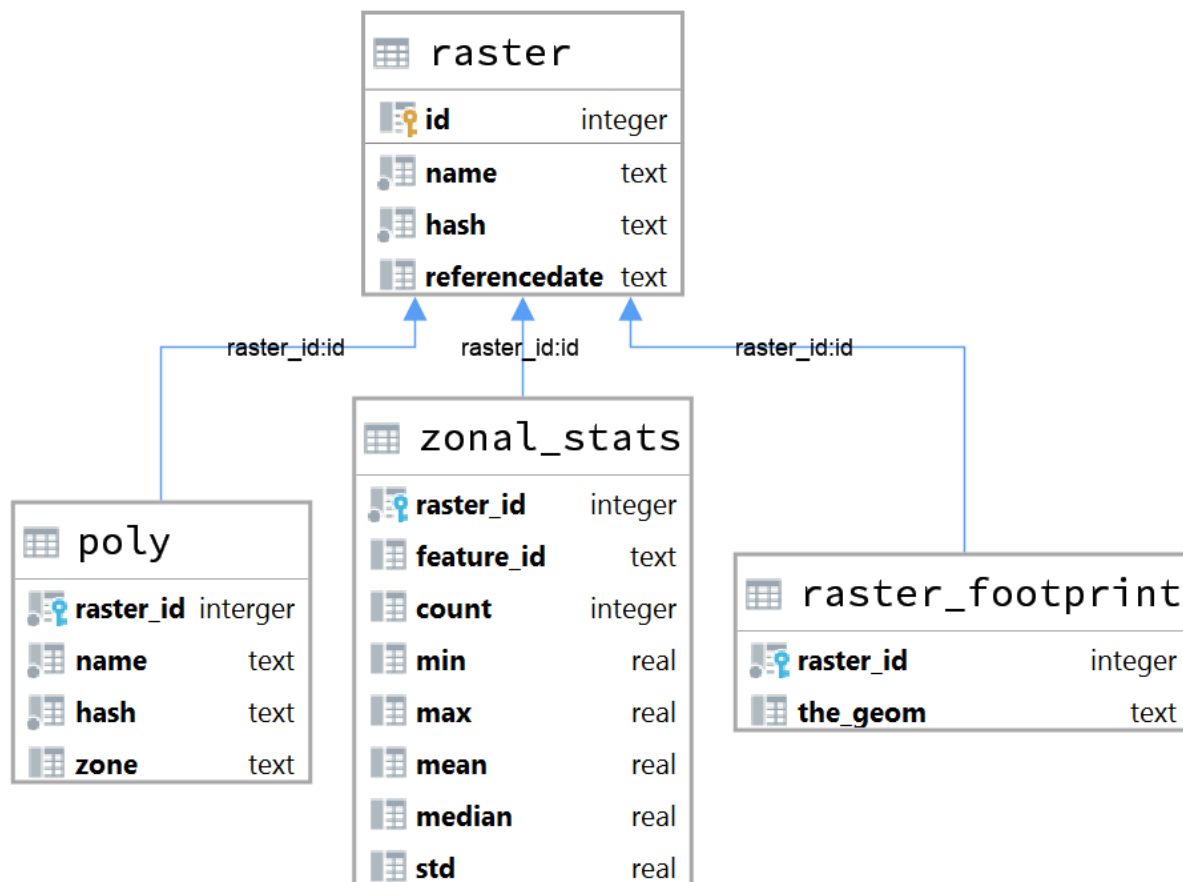 raster
id integer
name text
hash text
referencedate text
raster_id:id raster_id:id raster_id:id
zonal_stats
raster_id integer
feature_id text
count integer
min real
max real
mean real
median real
std real
poly
raster_id interger
name text
hash text
zone text
raster_footprint
raster_id integer
the_geom text